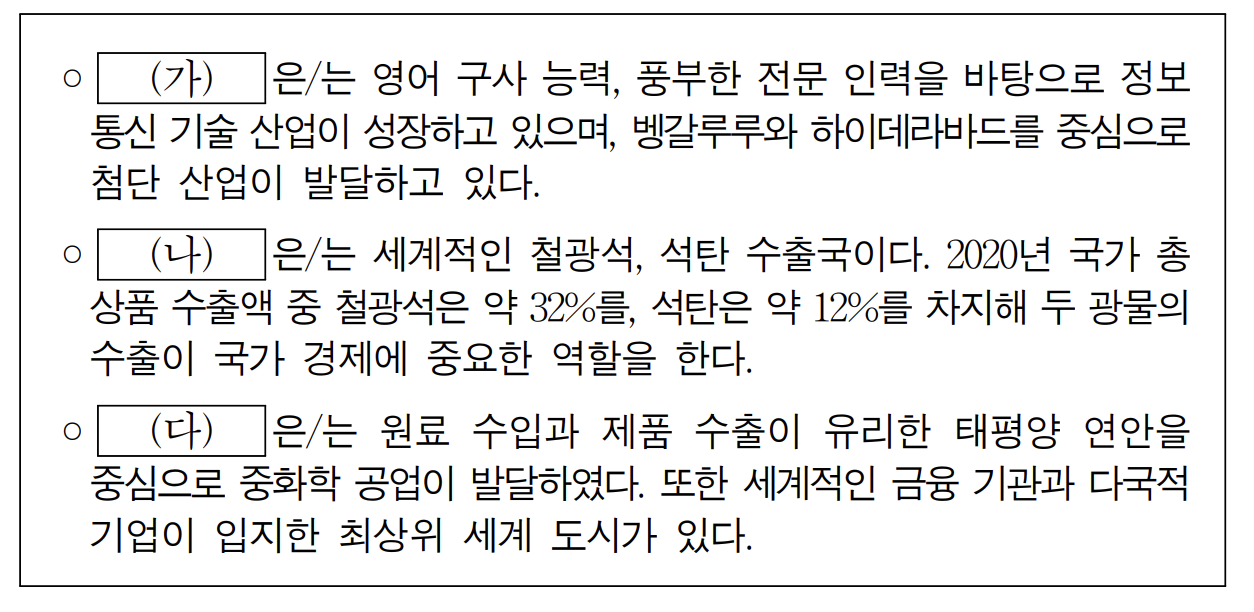 ○ (가) 은/는 영어 구사 능력, 풍부한 전문 인력을 바탕으로 정보
통신 기술 산업이 성장하고 있으며, 벵갈루루와 하이데라바드를 중심으로
첨단 산업이 발달하고 있다.
○ (나) 은/는 세계적인 철광석, 석탄 수출국이다. 2020년 국가 총
상품 수출액 중 철광석은 약 32%를, 석탄은 약 12%를 차지해 두 광물의
수출이 국가 경제에 중요한 역할을 한다.
○ (다) 은/는 원료 수입과 제품 수출이 유리한 태평양 연안을
중심으로 중화학 공업이 발달하였다. 또한 세계적인 금융 기관과 다국적
기업이 입지한 최상위 세계 도시가 있다.